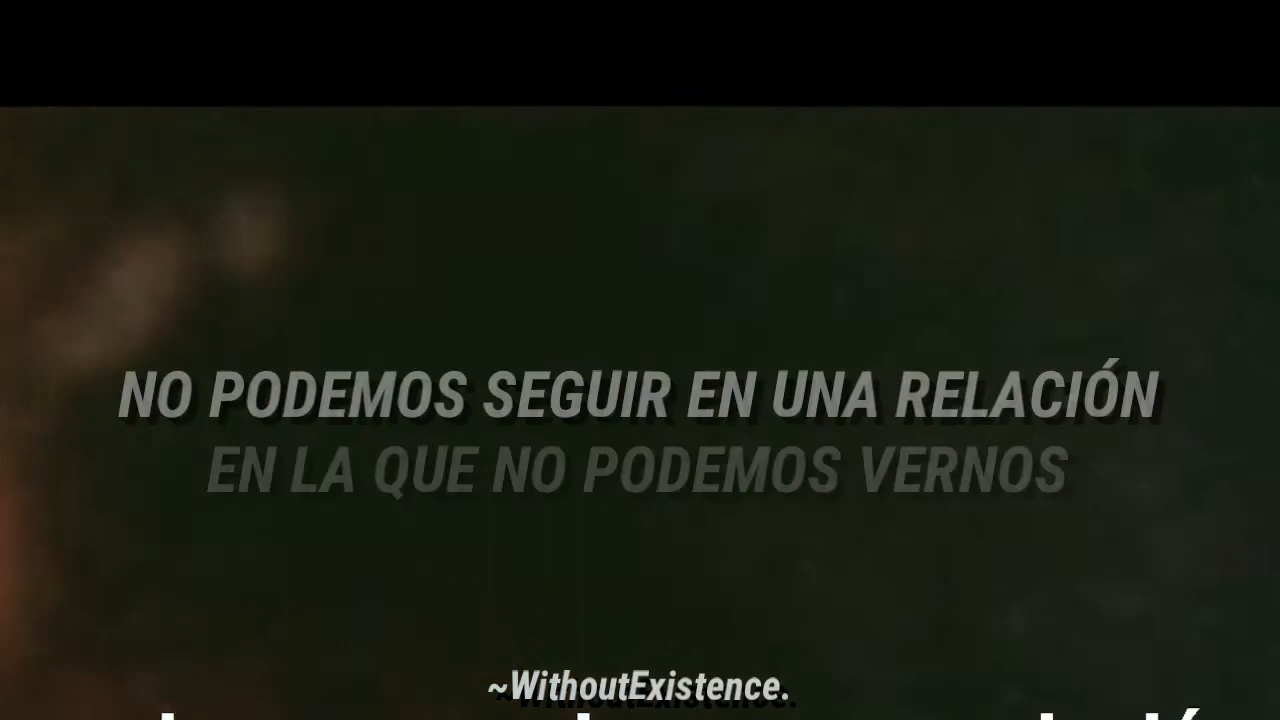 NO PODEMOS SEGUIR EN UNA RELACIÓN
EN LA QUE NO PODEMOS VERNOS
~WithoutExistence.